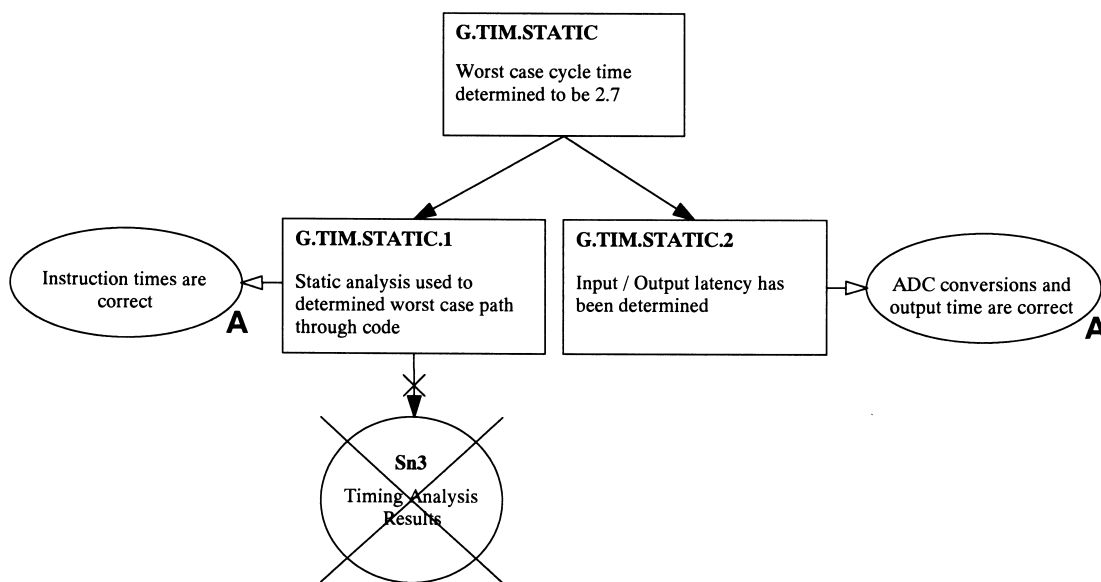 G.TIM.STATIC
Worst case cycle time
determined to be 2.7
G.TIM.STATIC.1
Static analysis used to
determined worst case path
through code
G.TIM.STATIC.2
Input / Output latency has
been determined
Instruction times are
correct
A
ADC conversions and
output time are correct
A
Sn3
Timing Analysis
Results